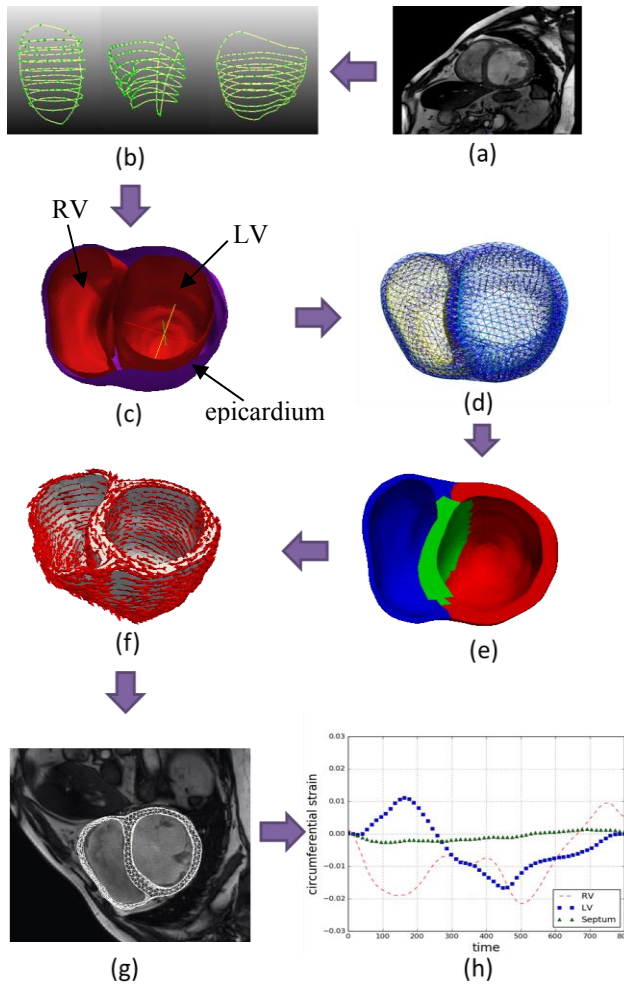 (b)
(a)
RV
LV
(c)
epicardium
(d)
(f)
(e)
(g)
circumferential strain
0.03
0.02
0.01
0.00
−0.01
−0.02
−0.03
0 100 200 300 400 500 600 700 80
time
RV
LV
Septum
(h)